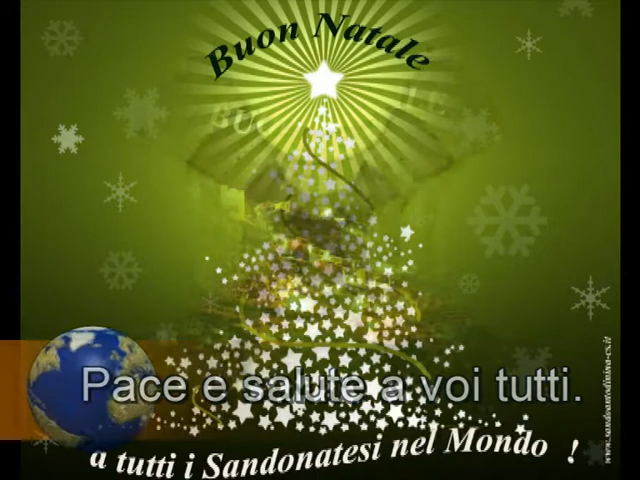 Buon Natale
Pace e salute a voi tutti.
a tutti i Sandonatesi nel Mondo !